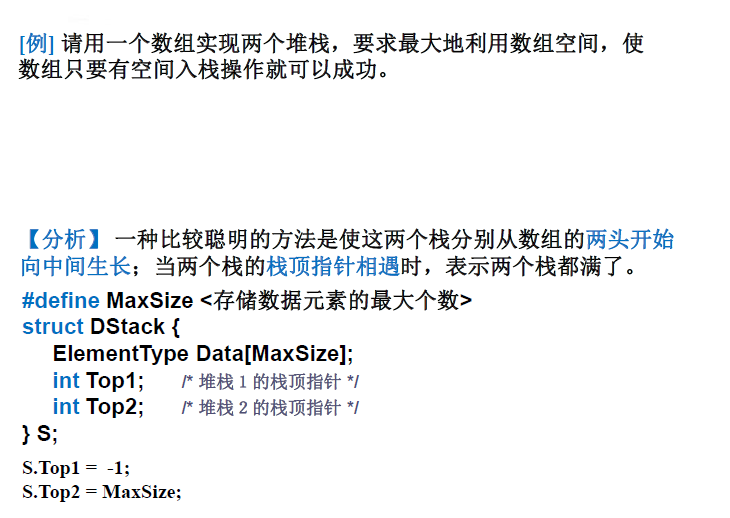 [例] 请用一个数组实现两个堆栈，要求最大地利用数组空间，使
数组只要有空间入栈操作就可以成功。
【分析】 一种比较聪明的方法是使这两个栈分别从数组的两头开始
向中间生长；当两个栈的栈顶指针相遇时，表示两个栈都满了。
#define MaxSize <存储数据元素的最大个数>
struct DStack {
ElementType Data[MaxSize];
int Top1; /* 堆栈 1 的栈顶指针 */
int Top2; /* 堆栈 2 的栈顶指针 */
} S;
S.Top1 = -1;
S.Top2 = MaxSize;